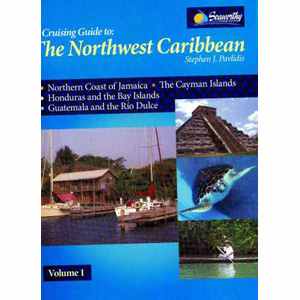 Seaworthy
Cruising Guide to:
The Northwest Caribbean
Stephen J. Pavlidis
• Northern Coast of Jamaica • The Cayman Islands
• Honduras and the Bay Islands
• Guatemala and the Río Dulce
Volume 1